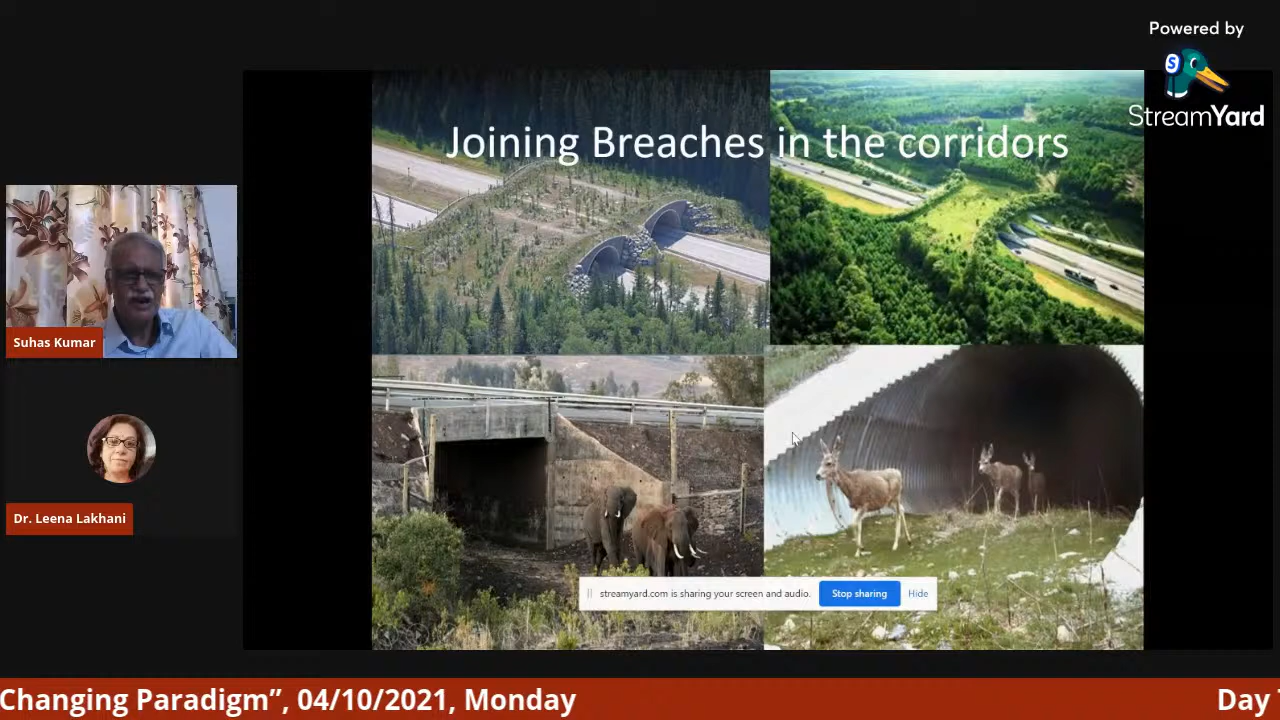 Powered by
StreamYard
Joining Breaches in the corridors
Suhas Kumar
Dr. Leena Lakhani
streamyard.com is sharing your screen and audio.
Stop sharing
Hide
Changing Paradigm”, 04/10/2021, Monday
Day